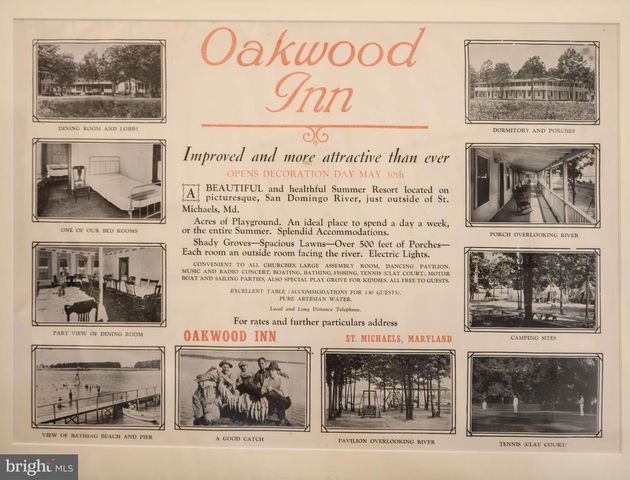 Oakwood
Inn
Improved and more attractive than ever
OPENS DECORATION DAY MAY 30th
A BEAUTIFUL and healthful Summer Resort located on
picturesque, San Domingo River, just outside of St.
Michaels, Md.
Acres of Playground. An ideal place to spend a day a week,
or the entire Summer. Splendid Accommodations.
Shady Groves—Spacious Lawns—Over 500 feet of Porches—
Each room an outside room facing the river. Electric Lights.
CONVENIENT TO ALL CHURCHES, LARGE ASSEMBLY ROOM, DANCING PAVILION,
MUSIC AND RADIO CONCERT, BOATING, BATHING, FISHING, TENNIS (CLAY COURT), MOTOR
BOAT AND SAILING PARTIES, ALSO SPECIAL PLAY GROVE FOR KIDDIES, ALL FREE TO GUESTS.
EXCELLENT TABLE (ACCOMMODATIONS FOR 130 GUESTS).
PURE ARTESIAN WATER.
Local and Long Distance Telephone.
For rates and further particulars address
OAKWOOD INN ST. MICHAELS, MARYLAND
DINING ROOM AND LOBBY
ONE OF OUR BED ROOMS
PART VIEW OF DINING ROOM
VIEW OF BATHING BEACH AND PIER
A GOOD CATCH
PAVILION OVERLOOKING RIVER
DORMITORY AND PORCHES
PORCH OVERLOOKING RIVER
CAMPING SITES
TENNIS (CLAY COURT)
bright MLS